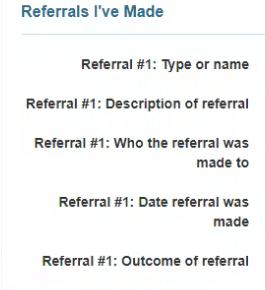 Referrals I've Made
Referral #1: Type or name
Referral #1: Description of referral
Referral #1: Who the referral was
made to
Referral #1: Date referral was
made
Referral #1: Outcome of referral